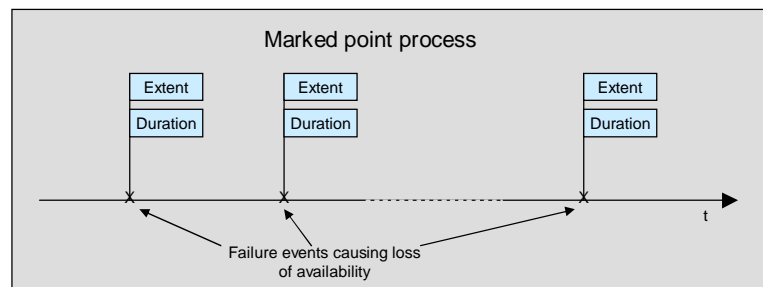 Marked point process
Extent
Extent
Extent
Duration
Duration
Duration
X
X
X
t
Failure events causing loss
of availability